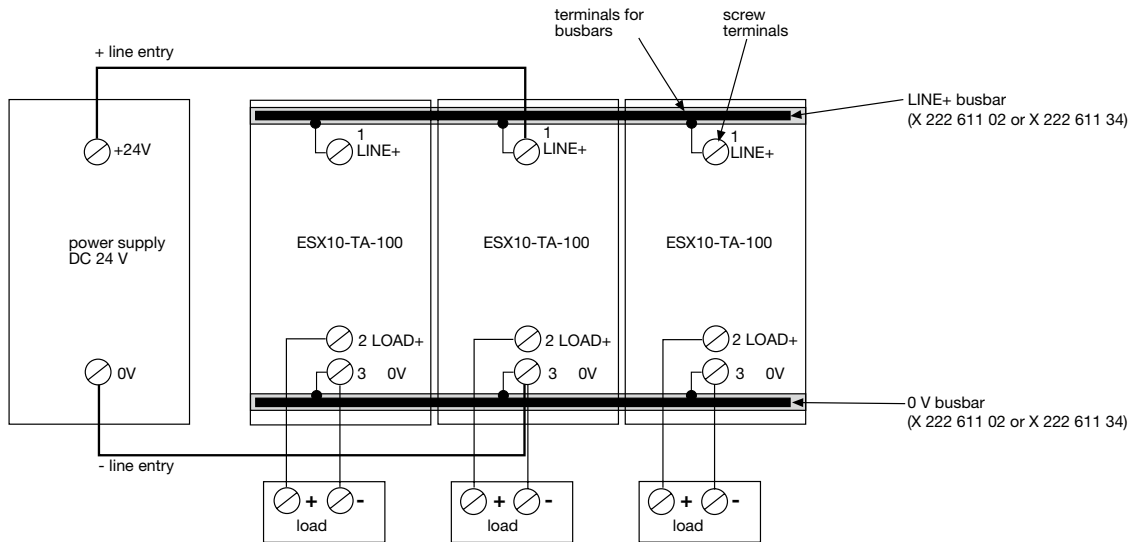 terminals for
busbars
screw
terminals
+ line entry
LINE+ busbar
(X 222 611 02 or X 222 611 34)
+24V
1
LINE+
1
LINE+
1
LINE+
power supply
DC 24 V
ESX10-TA-100
ESX10-TA-100
ESX10-TA-100
2 LOAD+
2 LOAD+
2 LOAD+
0V
3 0V
3 0V
3 0V
0 V busbar
(X 222 611 02 or X 222 611 34)
- line entry
+ -
load
+ -
load
+ -
load